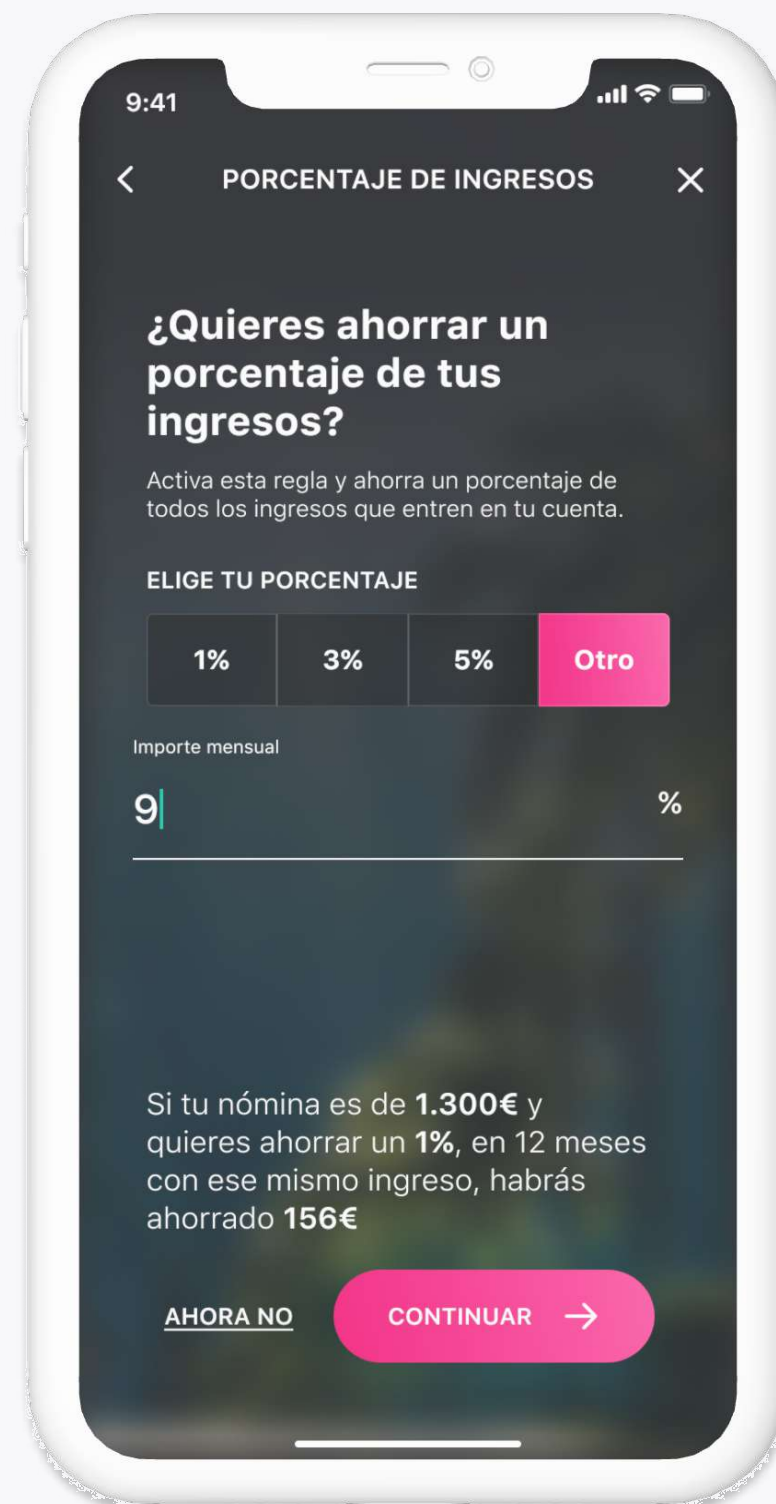 9:41
PORCENTAJE DE INGRESOS
¿Quieres ahorrar un
porcentaje de tus
ingresos?
Activa esta regla y ahorra un porcentaje de
todos los ingresos que entren en tu cuenta.
ELIGE TU PORCENTAJE
1% 3% 5% Otro
Importe mensual
9 %
Si tu nómina es de 1.300€ y
quieres ahorrar un 1%, en 12 meses
con ese mismo ingreso, habrás
ahorrado 156€
AHORA NO CONTINUAR →